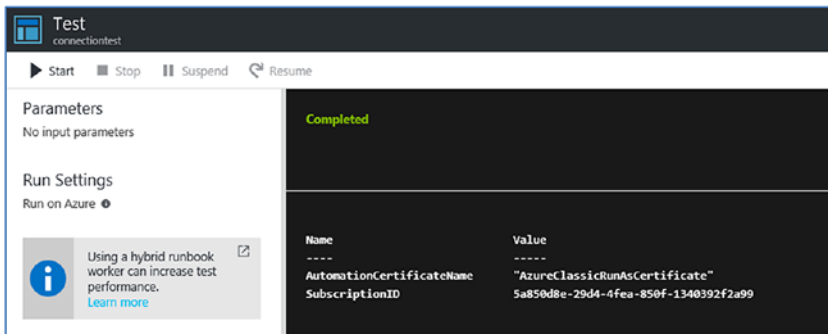 Test
connectiontest
Start Stop Suspend Resume
Parameters
No input parameters
Run Settings
Run on Azure
Using a hybrid runbook
worker can increase test
performance.
Learn more
Completed
Name Value
---- -----
AutomationCertificateName "AzureClassicRunAsCertificate"
SubscriptionID 5a850d8e-29d4-4fea-850f-1340392f2a99